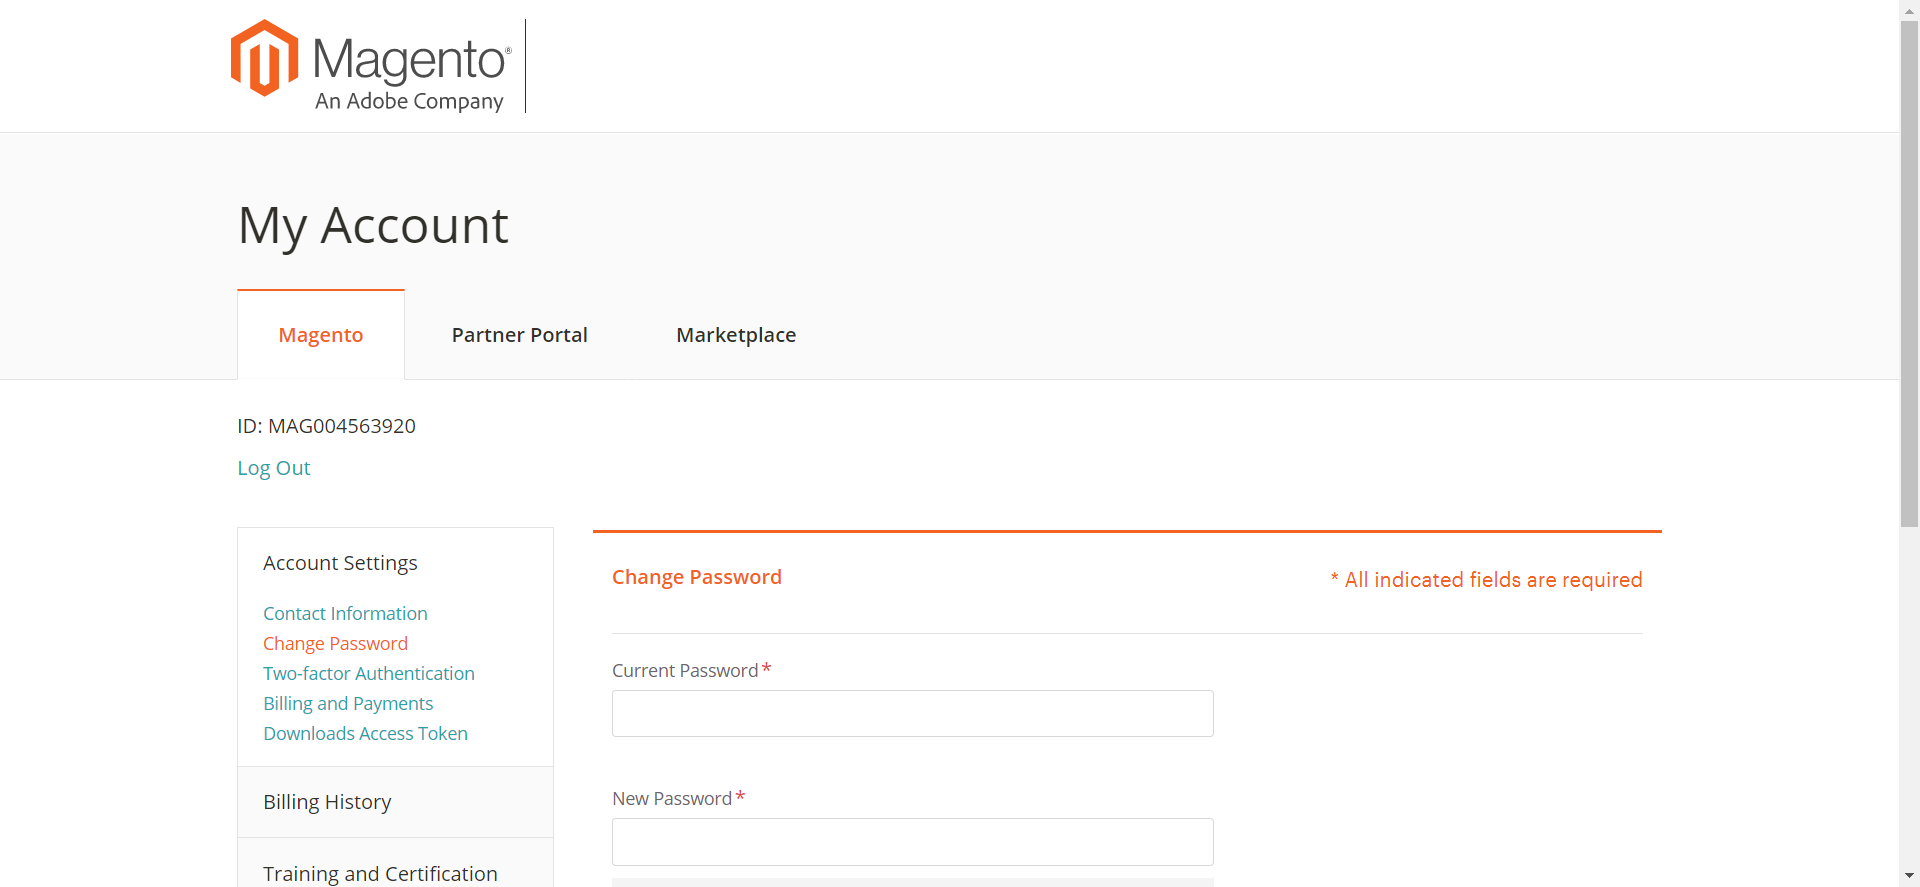 Magento®
An Adobe Company
My Account
Magento
Partner Portal
Marketplace
ID: MAG004563920
Log Out
Account Settings
Contact Information
Change Password
Two-factor Authentication
Billing and Payments
Downloads Access Token
Billing History
Training and Certification
Change Password
* All indicated fields are required
Current Password*
New Password*